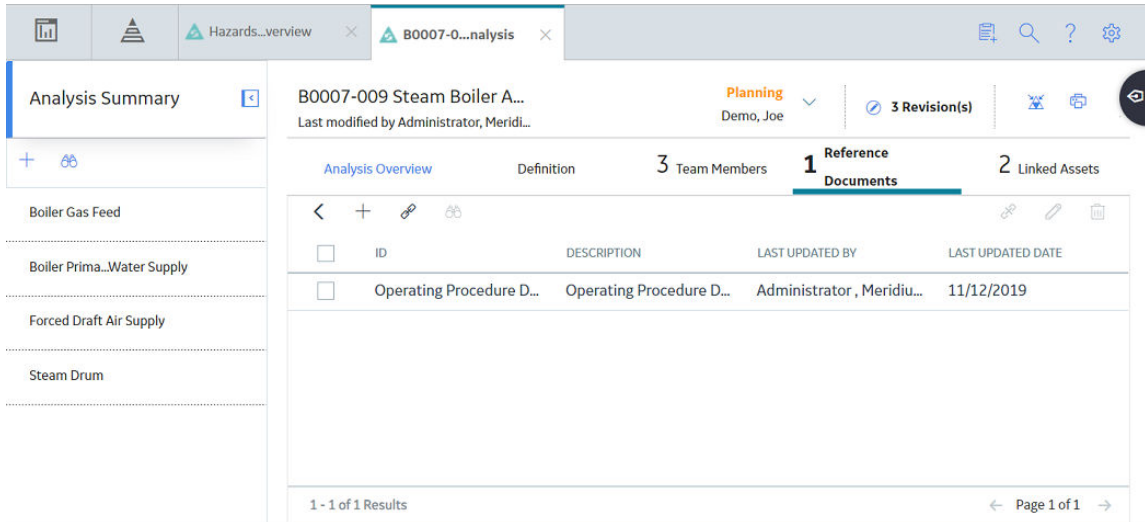 Hazards...verview
B0007-0...nalysis
Analysis Summary
B0007-009 Steam Boiler A...
Last modified by Administrator, Meridi...
Planning
Demo, Joe
3 Revision(s)
Analysis Overview
Definition
3 Team Members
1 Reference
Documents
2 Linked Assets
Boiler Gas Feed
Boiler Prima...Water Supply
Forced Draft Air Supply
Steam Drum
ID DESCRIPTION LAST UPDATED BY LAST UPDATED DATE
Operating Procedure D... Operating Procedure D... Administrator , Meridiu... 11/12/2019
1 - 1 of 1 Results
Page 1 of 1